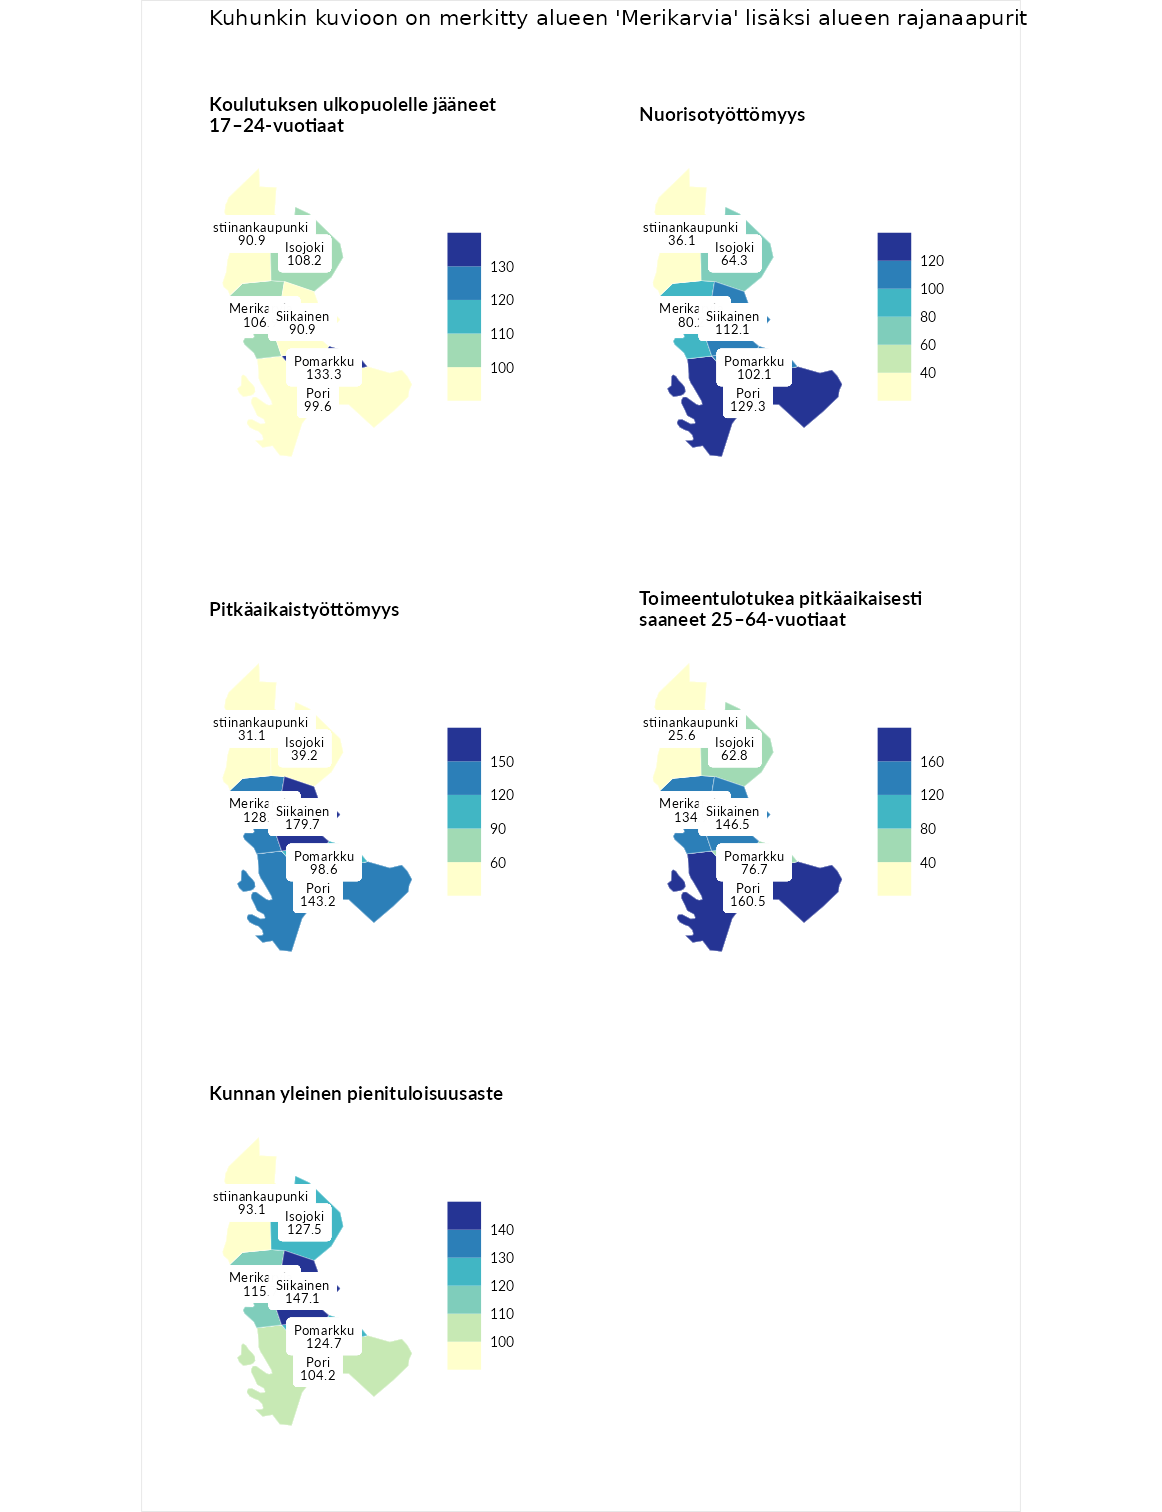 Kuhunkin kuvioon on merkitty alueen 'Merikarvia' lisäksi alueen rajanaapurit
Koulutuksen ulkopuolelle jääneet
17–24-vuotiaat
stiinankaupunki
90.9
Isojoki
108.2
Merika
106.
Siikainen
90.9
Pomarkku
133.3
Pori
99.6
130
120
110
100
Nuorisotyöttömyys
stiinankaupunki
36.1
Isojoki
64.3
Merika
80.
Siikainen
112.1
Pomarkku
102.1
Pori
129.3
120
100
80
60
40
Pitkäaikaistyöttömyys
stiinankaupunki
31.1
Isojoki
39.2
Merika
128.
Siikainen
179.7
Pomarkku
98.6
Pori
143.2
150
120
90
60
Toimeentulotukea pitkäaikaisesti
saaneet 25–64-vuotiaat
stiinankaupunki
25.6
Isojoki
62.8
Merika
134
Siikainen
146.5
Pomarkku
76.7
Pori
160.5
160
120
80
40
Kunnan yleinen pienituloisuusaste
stiinankaupunki
93.1
Isojoki
127.5
Merika
115.
Siikainen
147.1
Pomarkku
124.7
Pori
104.2
140
130
120
110
100